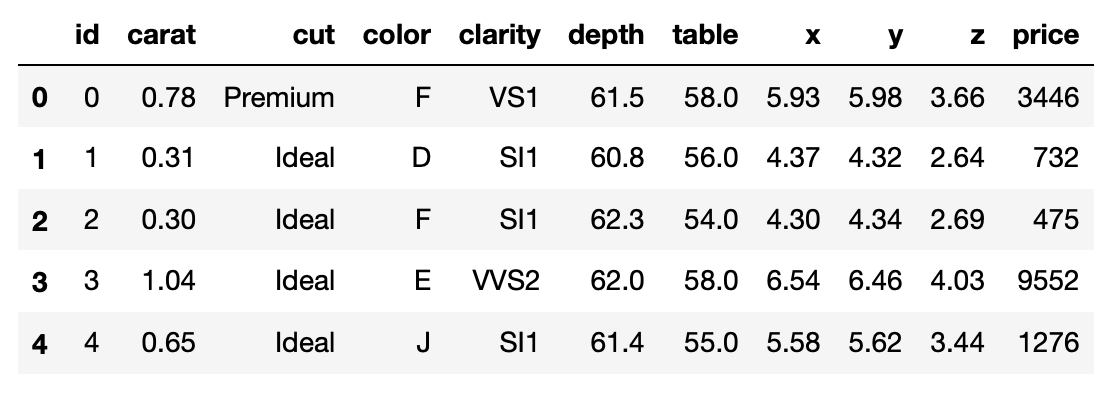 id carat cut color clarity depth table x y z price
0 0 0.78 Premium F VS1 61.5 58.0 5.93 5.98 3.66 3446
1 1 0.31 Ideal D SI1 60.8 56.0 4.37 4.32 2.64 732
2 2 0.30 Ideal F SI1 62.3 54.0 4.30 4.34 2.69 475
3 3 1.04 Ideal E VVS2 62.0 58.0 6.54 6.46 4.03 9552
4 4 0.65 Ideal J SI1 61.4 55.0 5.58 5.62 3.44 1276